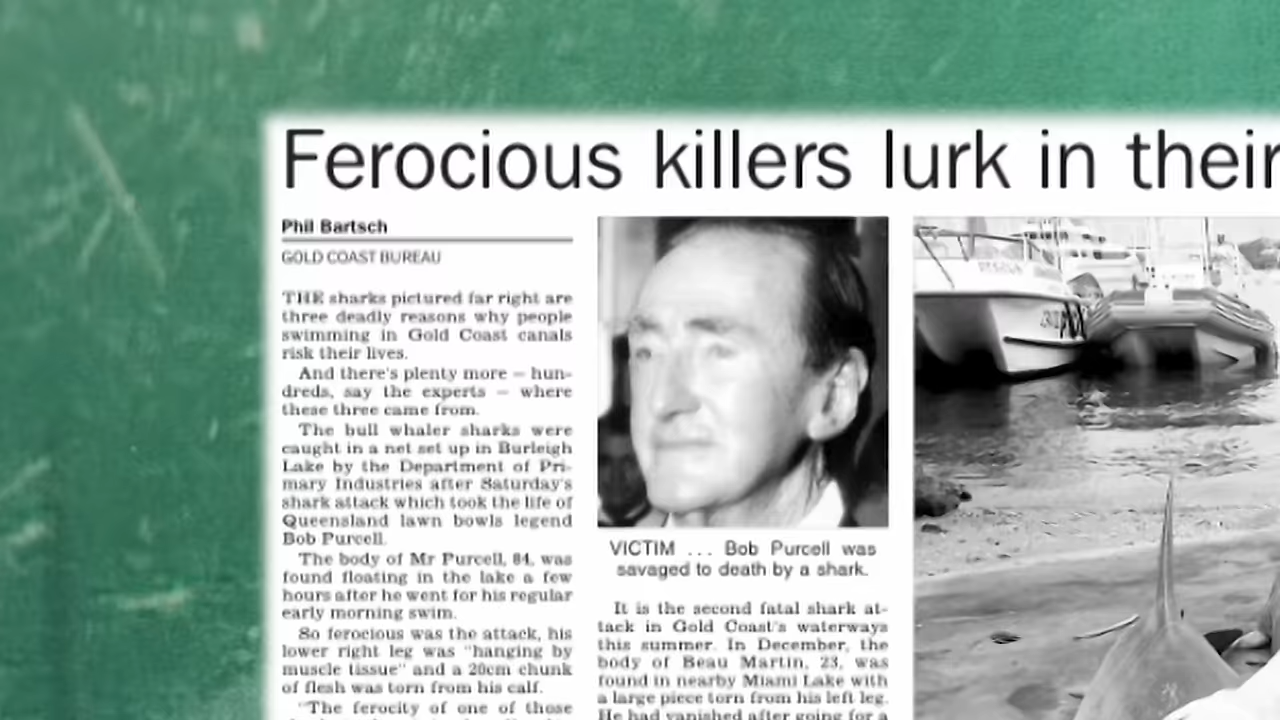 Ferocious killers lurk in their
Phil Bartsch
GOLD COAST BUREAU
THE sharks pictured far right are
three deadly reasons why people
swimming in Gold Coast canals
risk their lives.
And there's plenty more – hun-
dreds, say the experts – where
these three came from.
The bull whaler sharks were
caught in a net set up in Burleigh
Lake by the Department of Pri-
mary Industries after Saturday's
shark attack which took the life of
Queensland lawn bowls legend
Bob Purcell.
The body of Mr Purcell, 84, was
found floating in the lake a few
hours after he went for his regular
early morning swim.
So ferocious was the attack, his
lower right leg was "hanging by
muscle tissue" and a 20cm chunk
of flesh was torn from his calf.
"The ferocity of one of those
VICTIM ... Bob Purcell was
savaged to death by a shark.
It is the second fatal shark at-
tack in Gold Coast's waterways
this summer. In December, the
body of Beau Martin, 23, was
found in nearby Miami Lake with
a large piece torn from his left leg.
He had vanished after going for a